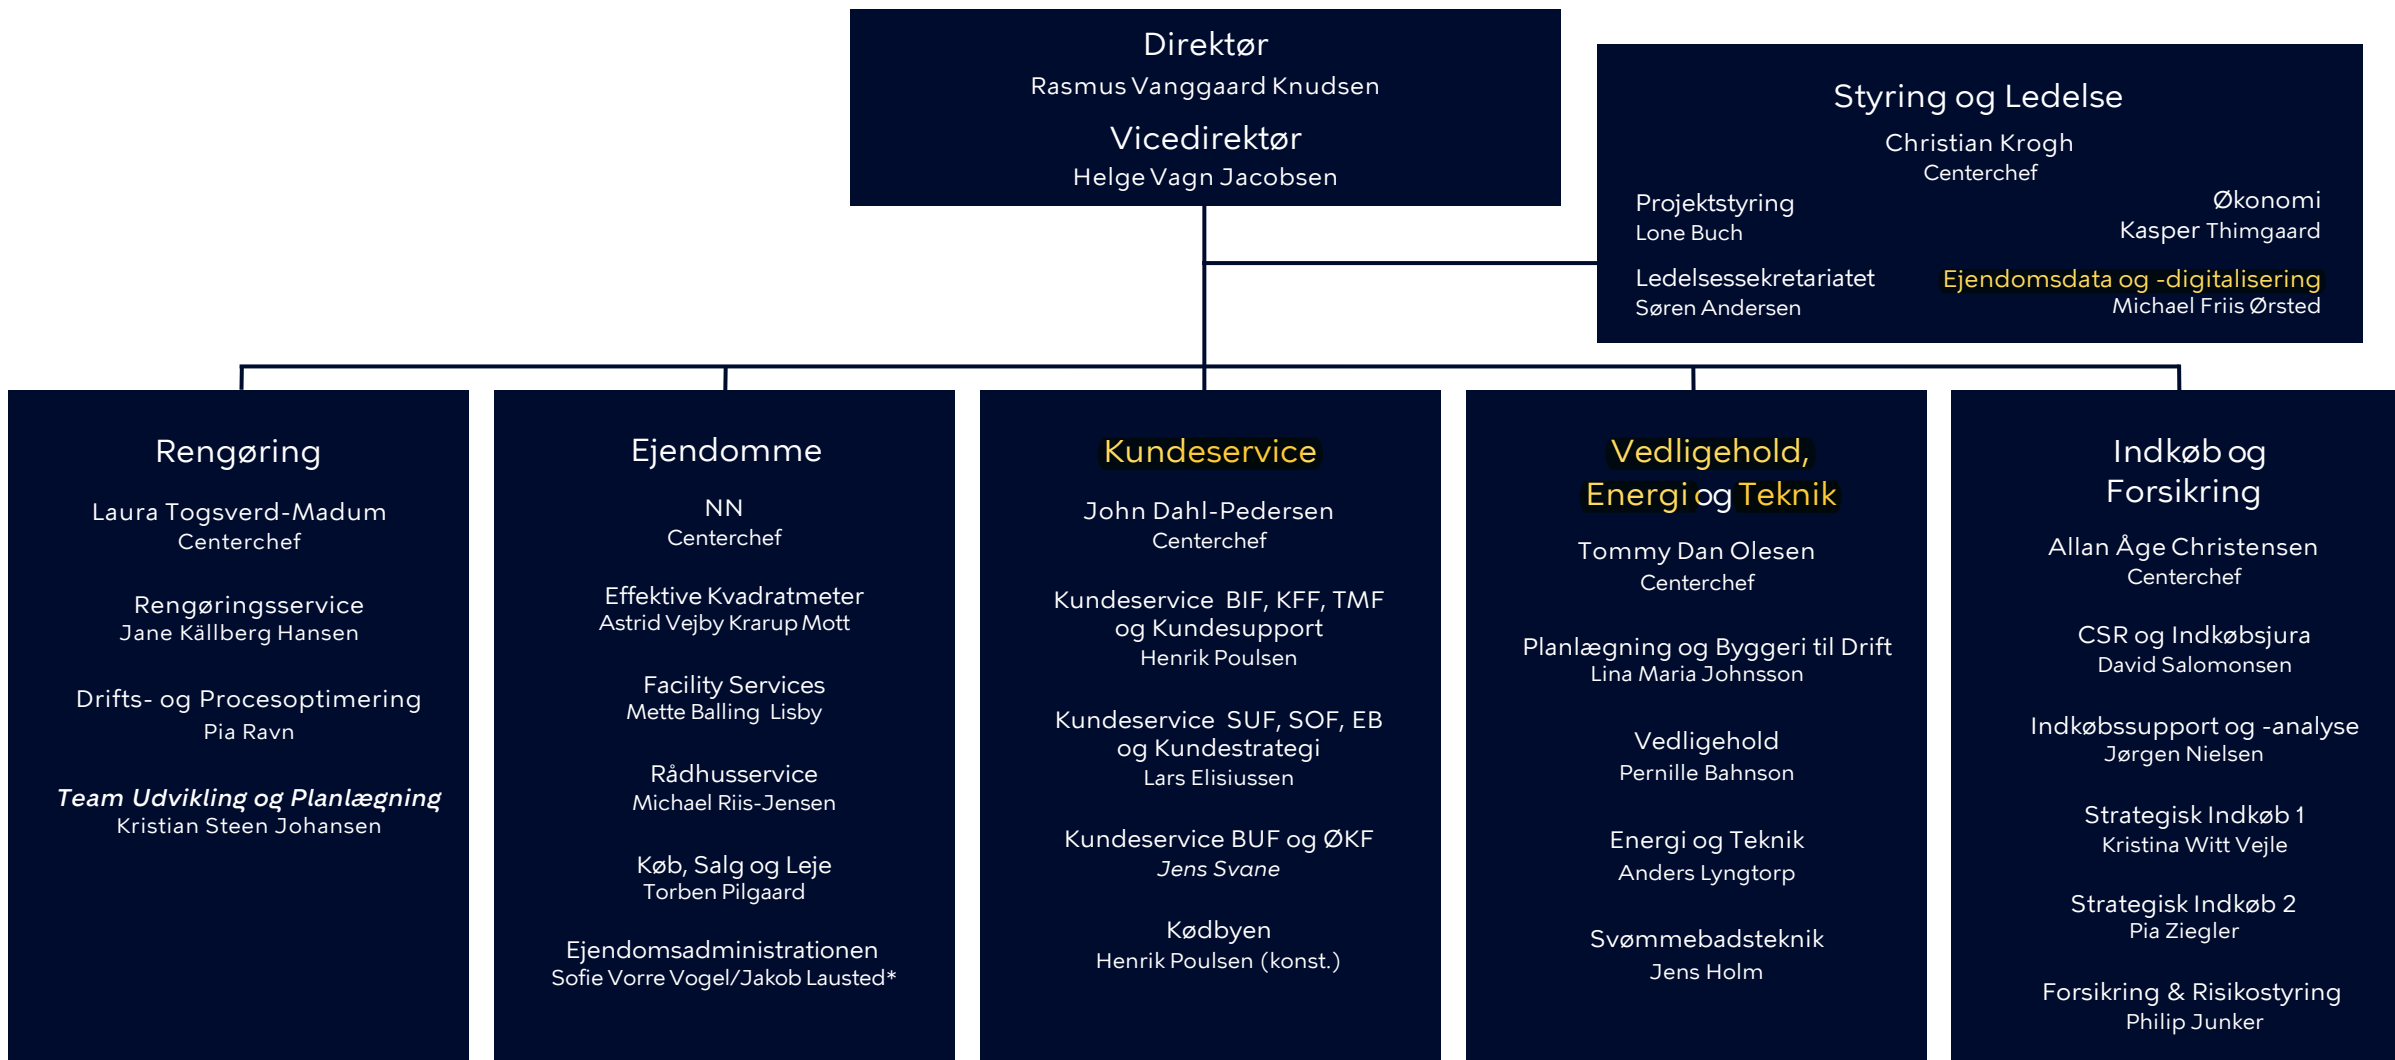 Direktør
Rasmus Vanggaard Knudsen
Vicedirektør
Helge Vagn Jacobsen
Styring og Ledelse
Christian Krogh
Centerchef
Projektstyring
Lone Buch
Økonomi
Kasper Thimgaard
Ledelsessekretariatet
Søren Andersen
Ejendomsdata og -digitalisering
Michael Friis Ørsted
Rengøring
Laura Togsverd-Madum
Centerchef
Rengøringsservice
Jane Källberg Hansen
Drifts- og Procesoptimering
Pia Ravn
Team Udvikling og Planlægning
Kristian Steen Johansen
Ejendomme
NN
Centerchef
Effektive Kvadratmeter
Astrid Vejby Krarup Mott
Facility Services
Mette Balling Lisby
Rådhusservice
Michael Riis-Jensen
Køb, Salg og Leje
Torben Pilgaard
Ejendomsadministrationen
Sofie Vorre Vogel/Jakob Lausted*
Kundeservice
John Dahl-Pedersen
Centerchef
Kundeservice BIF, KFF, TMF
og Kundesupport
Henrik Poulsen
Kundeservice SUF, SOF, EB
og Kundestrategi
Lars Elisiussen
Kundeservice BUF og ØKF
Jens Svane
Kødbyen
Henrik Poulsen (konst.)
Vedligehold,
Energi og Teknik
Tommy Dan Olesen
Centerchef
Planlægning og Byggeri til Drift
Lina Maria Johnsson
Vedligehold
Pernille Bahnson
Energi og Teknik
Anders Lyngtorp
Svømmebadsteknik
Jens Holm
Indkøb og
Forsikring
Allan Åge Christensen
Centerchef
CSR og Indkøbsjura
David Salomonsen
Indkøbssupport og -analyse
Jørgen Nielsen
Strategisk Indkøb 1
Kristina Witt Vejle
Strategisk Indkøb 2
Pia Ziegler
Forsikring & Risikostyring
Philip Junker